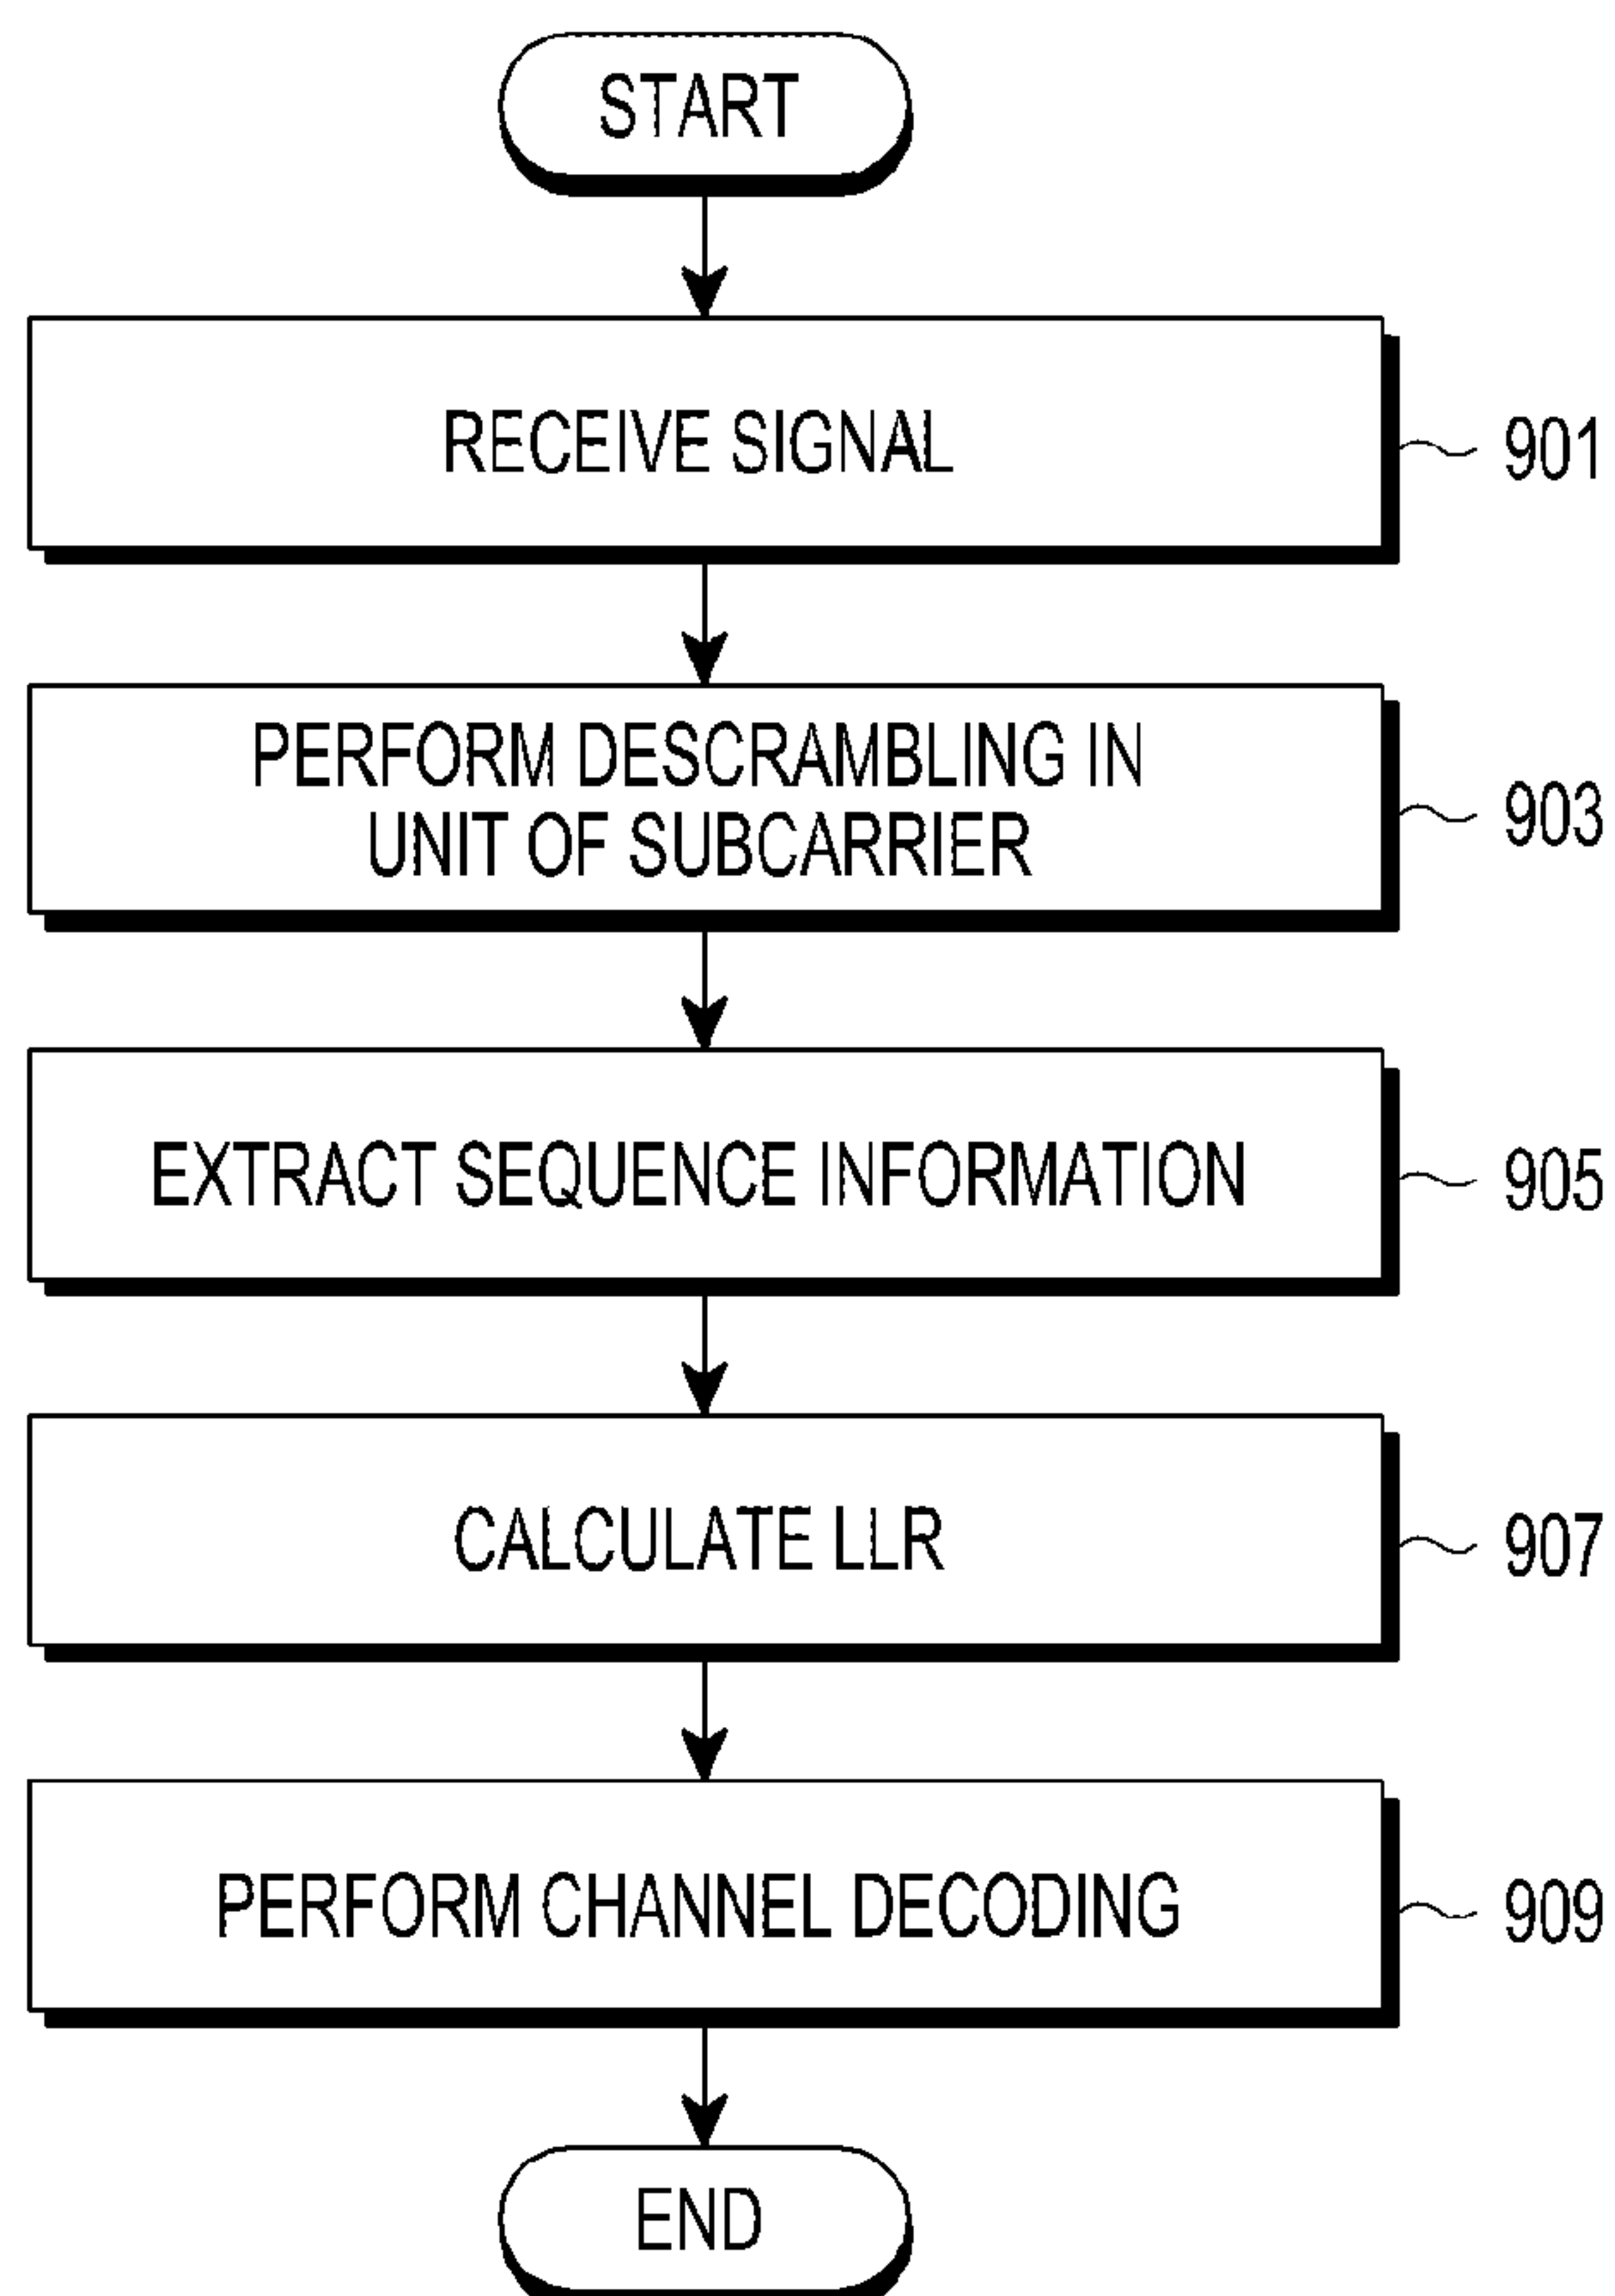 START
RECEIVE SIGNAL
901
PERFORM DESCRAMBLING IN
UNIT OF SUBCARRIER
903
EXTRACT SEQUENCE INFORMATION
905
CALCULATE LLR
907
PERFORM CHANNEL DECODING
909
END